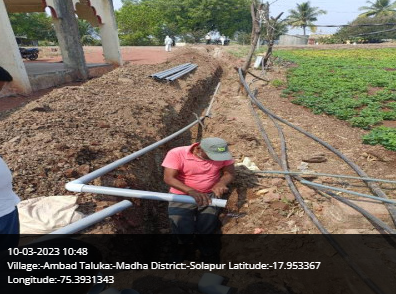 10-03-2023 10:48
Village:-Ambad Taluka:-Madha District:-Solapur Latitude:-17.953367
Longitude:-75.3931343